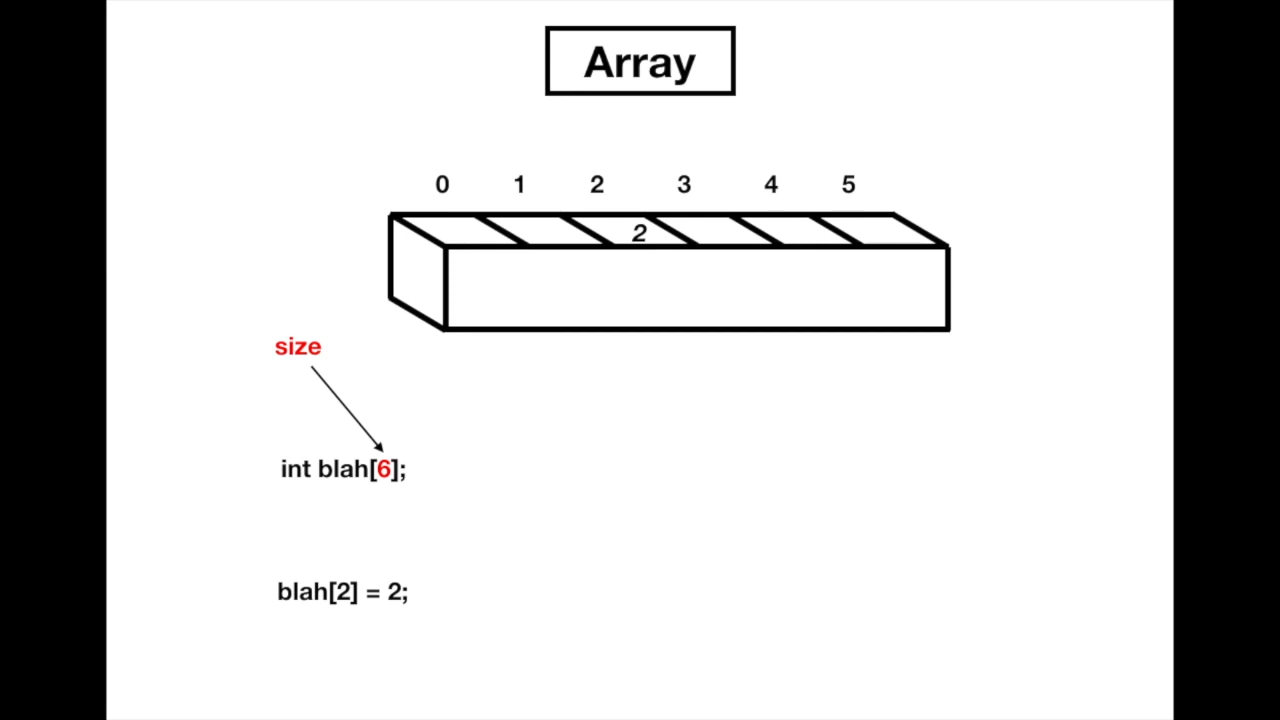 Array
0 1 2 3 4 5
2
size
int blah[6];
blah[2] = 2;